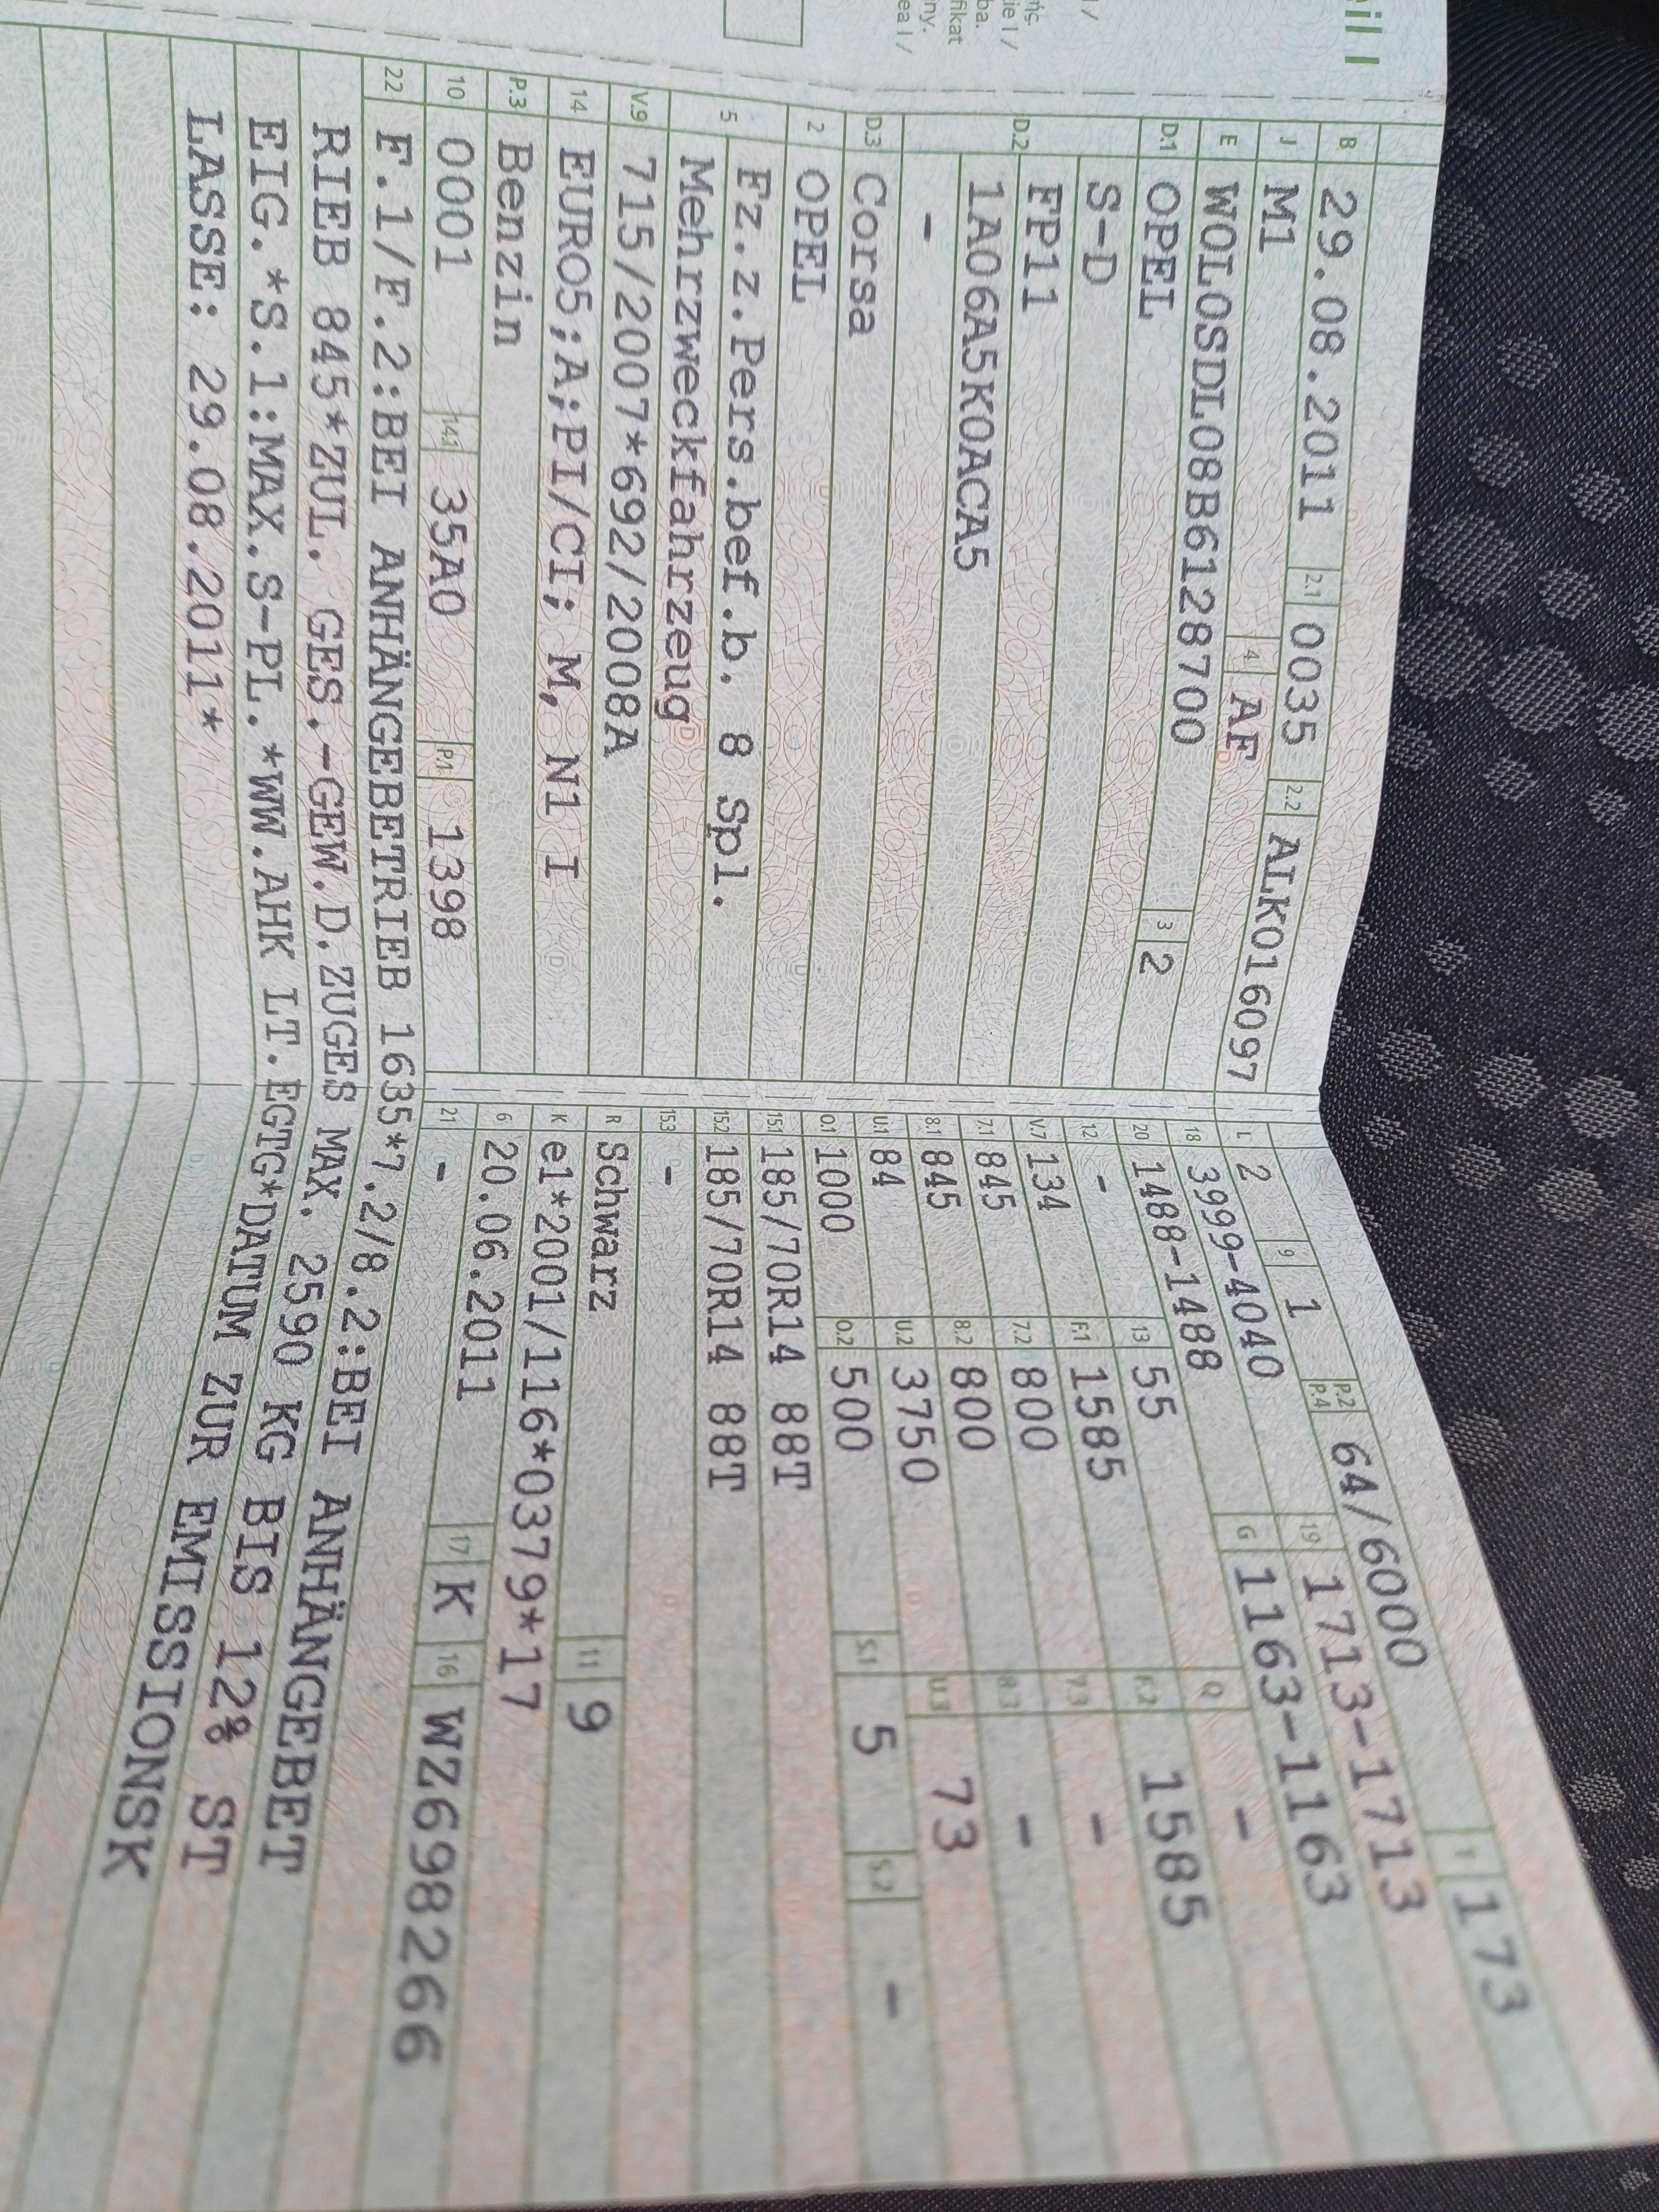 eil I
B 29.08.2011 2.1 0035 2.2 ALK016097
J M1 4 AF
E W0L0SDL08B6128700 3 2
D.1 OPEL
S-D
D.2 FP11
1A06A5K0ACA5
-
D.3 Corsa
2 OPEL
5 Fz.z.Pers.bef.b. 8 Spl.
Mehrzweckfahrzeug
V.9 715/2007*692/2008A
14 EURO5;A;PI/CI; M, N1 I
P.3 Benzin
10 0001 14.1 35A0 P.1 1398
L 2 9 1 P.2 P.4 64/6000 T 173
18 3999-4040 19 1713-1713
20 1488-1488 G 1163-1163
12 - 13 55 Q -
V.7 134 F.1 1585 F.2 1585
7.1 845 7.2 800 7.3 -
8.1 845 8.2 800 8.3 -
U.1 84 U.2 3750 U.3 73
O.1 1000 O.2 500 S.1 5 S.2 -
15.1 185/70R14 88T
15.2 185/70R14 88T
15.3 -
R Schwarz 11 9
K e1*2001/116*0379*17
6 20.06.2011 17 K 16 WZ698266
21 -
22 F.1/F.2:BEI ANHÄNGEBETRIEB 1635*7.2/8.2:BEI ANHÄNGEBET
RIEB 845*ZUL. GES.-GEW.D.ZUGES MAX. 2590 KG BIS 12% ST
EIG.*S.1:MAX.S-PL.*WW.AHK LT.EGTG*DATUM ZUR EMISSIONSK
LASSE: 29.08.2011*